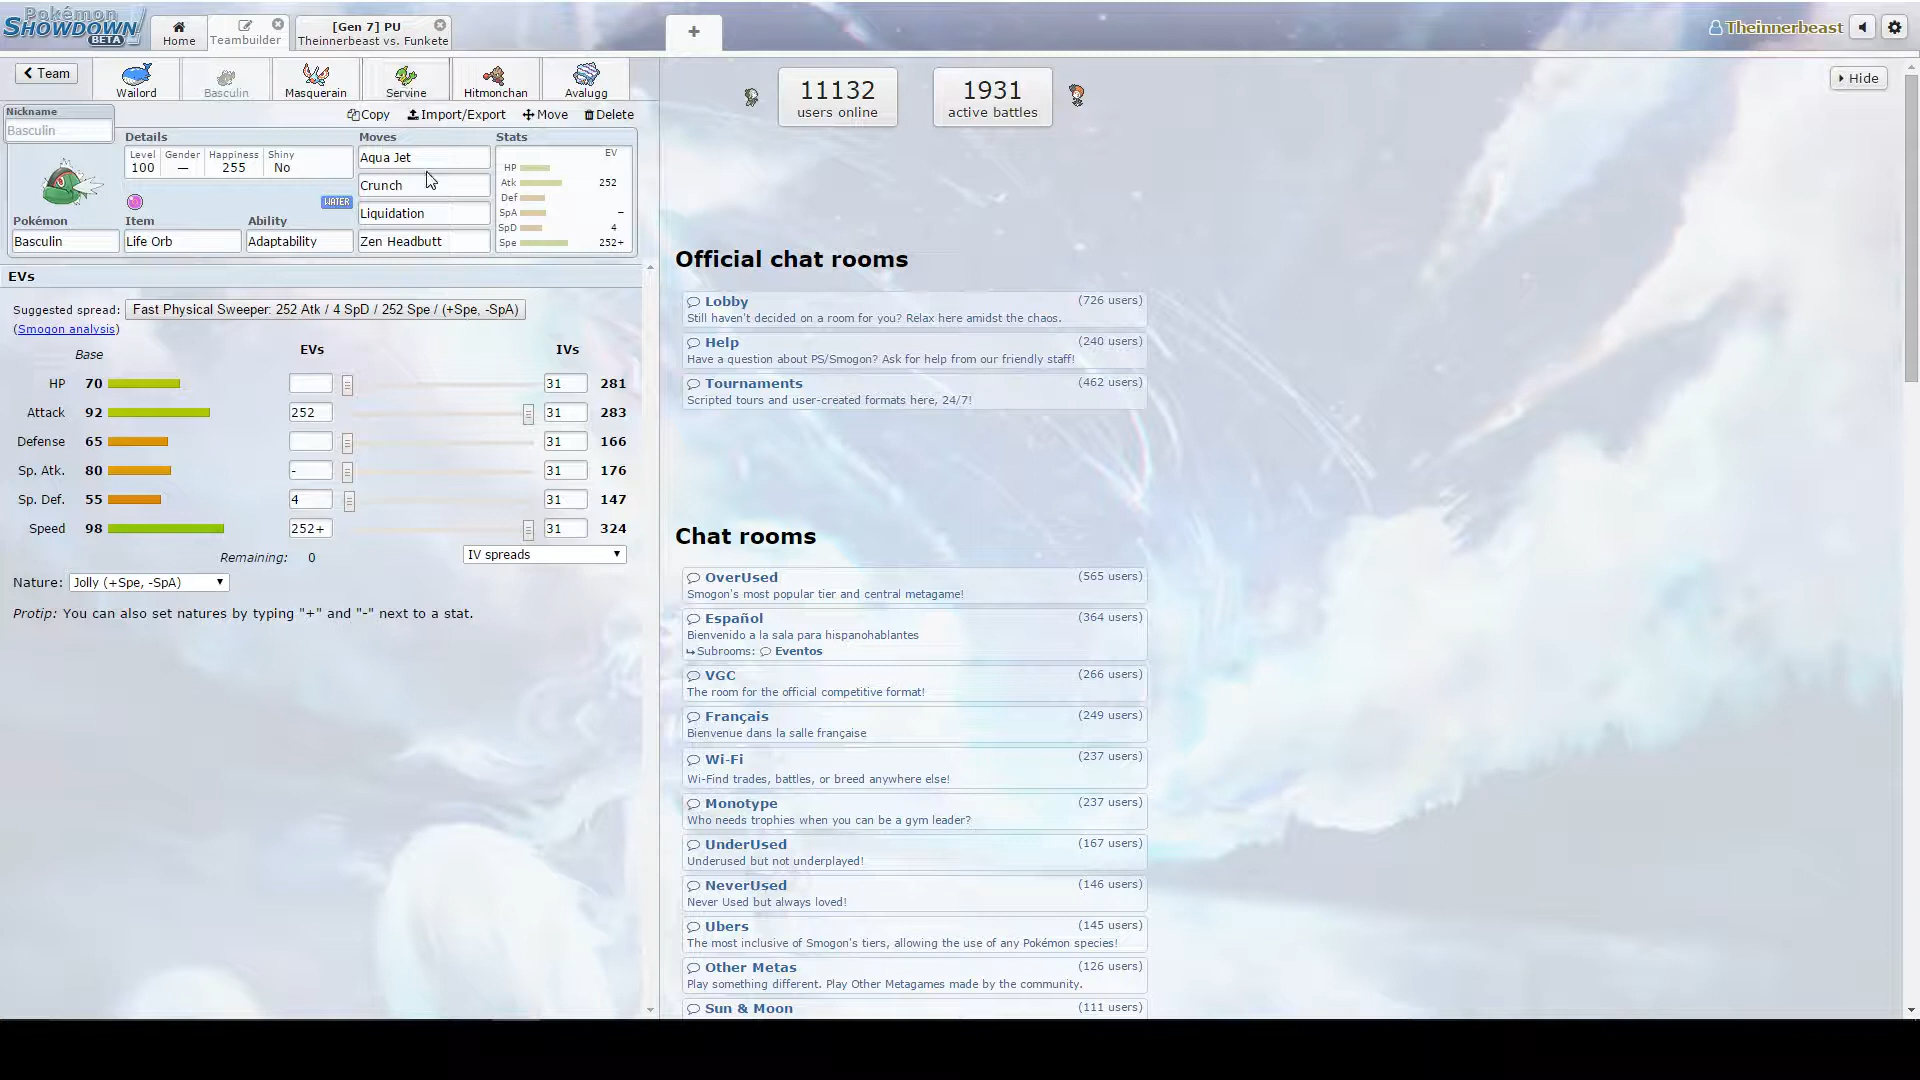 Pokémon
SHOWDOWN!
BETA
Home
Teambuilder
[Gen 7] PU
Theinnerbeast vs. Funkete
+
Theinnerbeast
Team
Wailord
Basculin
Masquerain
Servine
Hitmonchan
Avalugg
Copy
Import/Export
Move
Delete
Nickname
Basculin
Details
Level
100
Gender
—
Happiness
255
Shiny
No
WATER
Pokémon
Basculin
Item
Life Orb
Ability
Adaptability
Moves
Aqua Jet
Crunch
Liquidation
Zen Headbutt
Stats
EV
HP
Atk 252
Def
SpA –
SpD 4
Spe 252+
EVs
Suggested spread: Fast Physical Sweeper: 252 Atk / 4 SpD / 252 Spe / (+Spe, -SpA)
(Smogon analysis)
Base EVs IVs
HP 70 31 281
Attack 92 252 31 283
Defense 65 31 166
Sp. Atk. 80 - 31 176
Sp. Def. 55 4 31 147
Speed 98 252+ 31 324
Remaining: 0
IV spreads
Nature: Jolly (+Spe, -SpA)
Protip: You can also set natures by typing "+" and "-" next to a stat.
11132
users online
1931
active battles
Hide
Official chat rooms
Lobby (726 users)
Still haven't decided on a room for you? Relax here amidst the chaos.
Help (240 users)
Have a question about PS/Smogon? Ask for help from our friendly staff!
Tournaments (462 users)
Scripted tours and user-created formats here, 24/7!
Chat rooms
OverUsed (565 users)
Smogon's most popular tier and central metagame!
Español (364 users)
Bienvenido a la sala para hispanohablantes
↳Subrooms: Eventos
VGC (266 users)
The room for the official competitive format!
Français (249 users)
Bienvenue dans la salle française
Wi-Fi (237 users)
Wi-Find trades, battles, or breed anywhere else!
Monotype (237 users)
Who needs trophies when you can be a gym leader?
UnderUsed (167 users)
Underused but not underplayed!
NeverUsed (146 users)
Never Used but always loved!
Ubers (145 users)
The most inclusive of Smogon's tiers, allowing the use of any Pokémon species!
Other Metas (126 users)
Play something different. Play Other Metagames made by the community.
Sun & Moon (111 users)